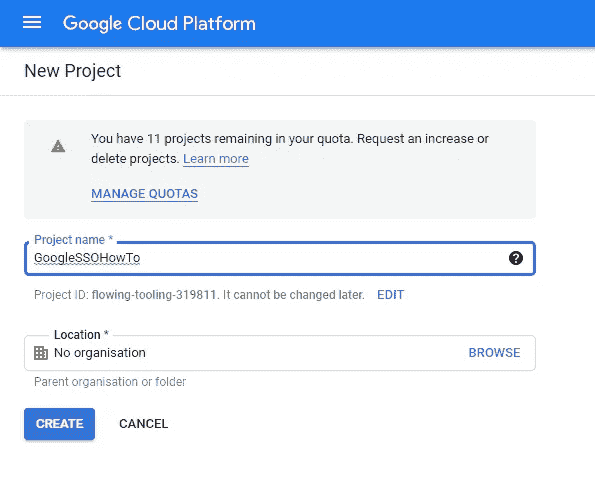 Google Cloud Platform
New Project
You have 11 projects remaining in your quota. Request an increase or
delete projects. Learn more
MANAGE QUOTAS
Project name *
GoogleSSOHowTo
Project ID: flowing-tooling-319811. It cannot be changed later. EDIT
Location *
No organisation BROWSE
Parent organisation or folder
CREATE CANCEL